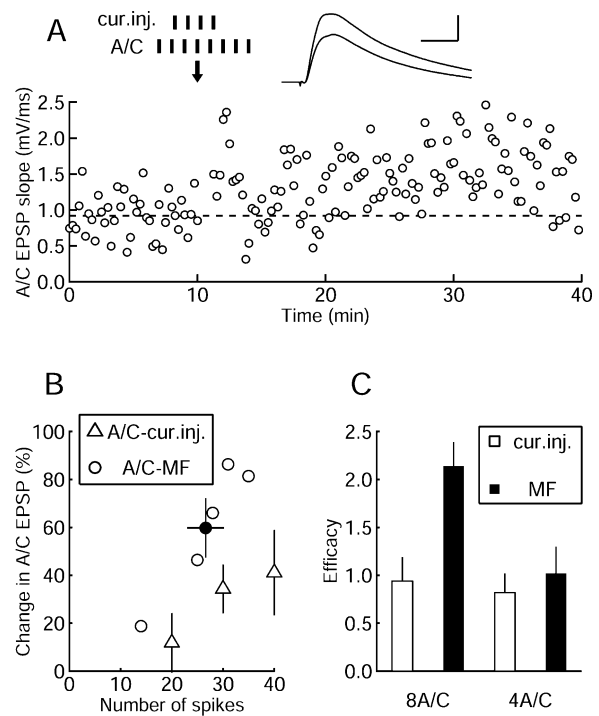 A
cur.inj.
A/C
A/C EPSP slope (mV/ms)
2.5
2.0
1.5
1.0
0.5
0.0
0 10 20 30 40
Time (min)
B
Change in A/C EPSP (%)
100
80
60
40
20
0
A/C-cur.inj.
A/C-MF
0 10 20 30 40
Number of spikes
C
Efficacy
2.5
2.0
1.5
1.0
0.5
0.0
cur.inj.
MF
8A/C 4A/C